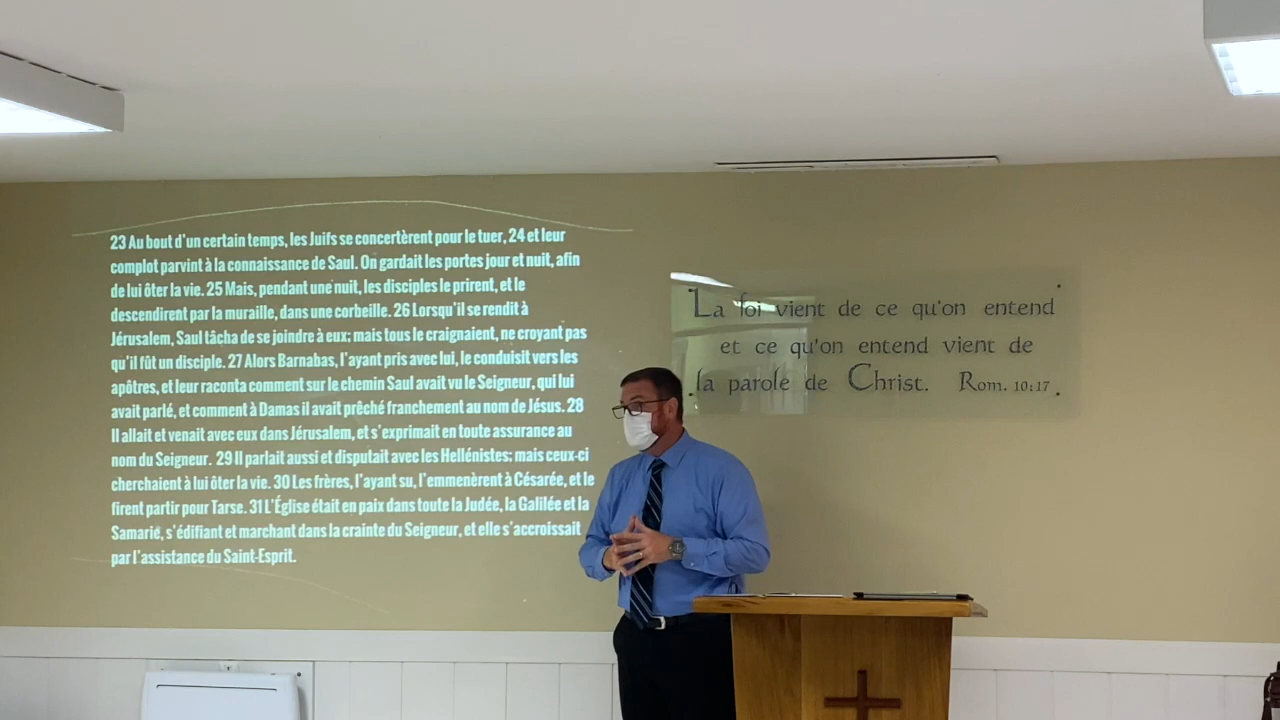 23 Au bout d'un certain temps, les Juifs se concertèrent pour le tuer, 24 et leur
complot parvint à la connaissance de Saul. On gardait les portes jour et nuit, afin
de lui ôter la vie. 25 Mais, pendant une nuit, les disciples le prirent, et le
descendirent par la muraille, dans une corbeille. 26 Lorsqu'il se rendit à
Jérusalem, Saul tâcha de se joindre à eux; mais tous le craignaient, ne croyant pas
qu'il fût un disciple. 27 Alors Barnabas, l'ayant pris avec lui, le conduisit vers les
apôtres, et leur raconta comment sur le chemin Saul avait vu le Seigneur, qui lui
avait parlé, et comment à Damas il avait prêché franchement au nom de Jésus. 28
Il allait et venait avec eux dans Jérusalem, et s'exprimait en toute assurance au
nom du Seigneur. 29 Il parlait aussi et disputait avec les Hellénistes; mais ceux-ci
cherchaient à lui ôter la vie. 30 Les frères, l'ayant su, l'emmenèrent à Césarée, et le
firent partir pour Tarse. 31 L'Église était en paix dans toute la Judée, la Galilée et la
Samarie, s'édifiant et marchant dans la crainte du Seigneur, et elle s'accroissait
par l'assistance du Saint-Esprit.
La foi vient de ce qu'on entend
et ce qu'on entend vient de
la parole de Christ. Rom. 10:17